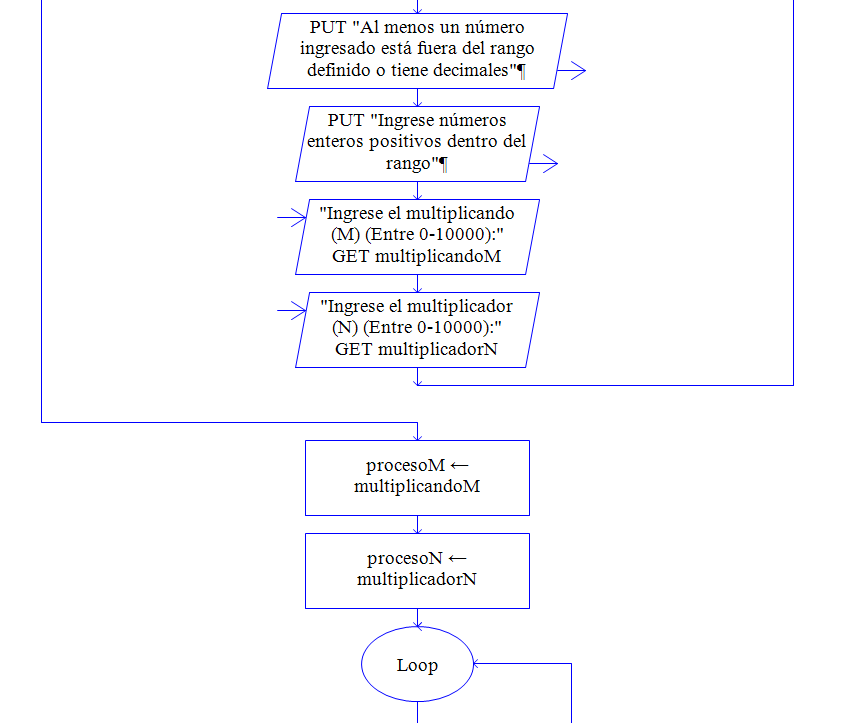 PUT "Al menos un número
ingresado está fuera del rango
definido o tiene decimales"¶
PUT "Ingrese números
enteros positivos dentro del
rango"¶
"Ingrese el multiplicando
(M) (Entre 0-10000):"
GET multiplicandoM
"Ingrese el multiplicador
(N) (Entre 0-10000):"
GET multiplicadorN
procesoM ←
multiplicandoM
procesoN ←
multiplicadorN
Loop